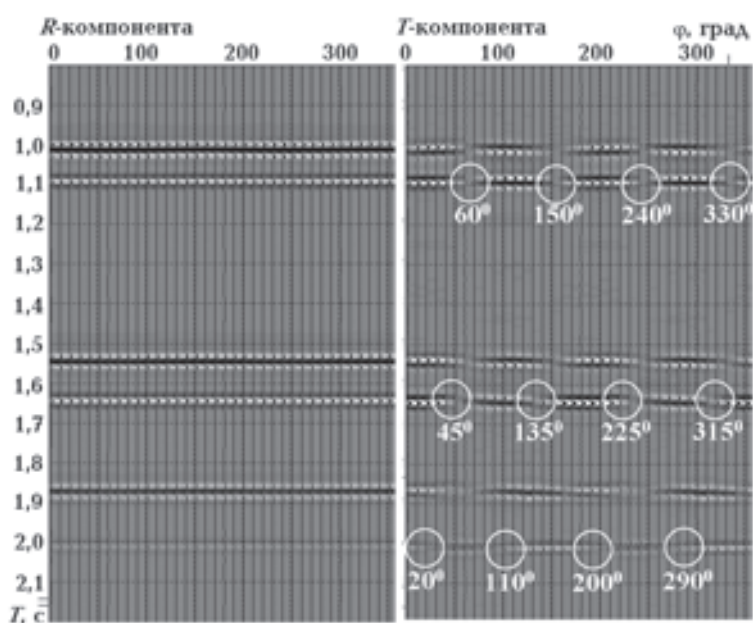 R-компонента T-компонента φ, град
0 100 200 300 0 100 200 300
0,9
1,0
1,1
60⁰ 150⁰ 240⁰ 330⁰
1,2
1,3
1,4
1,5
1,6
1,7
45⁰ 135⁰ 225⁰ 315⁰
1,8
1,9
2,0
2,1
20⁰ 110⁰ 200⁰ 290⁰
T, с